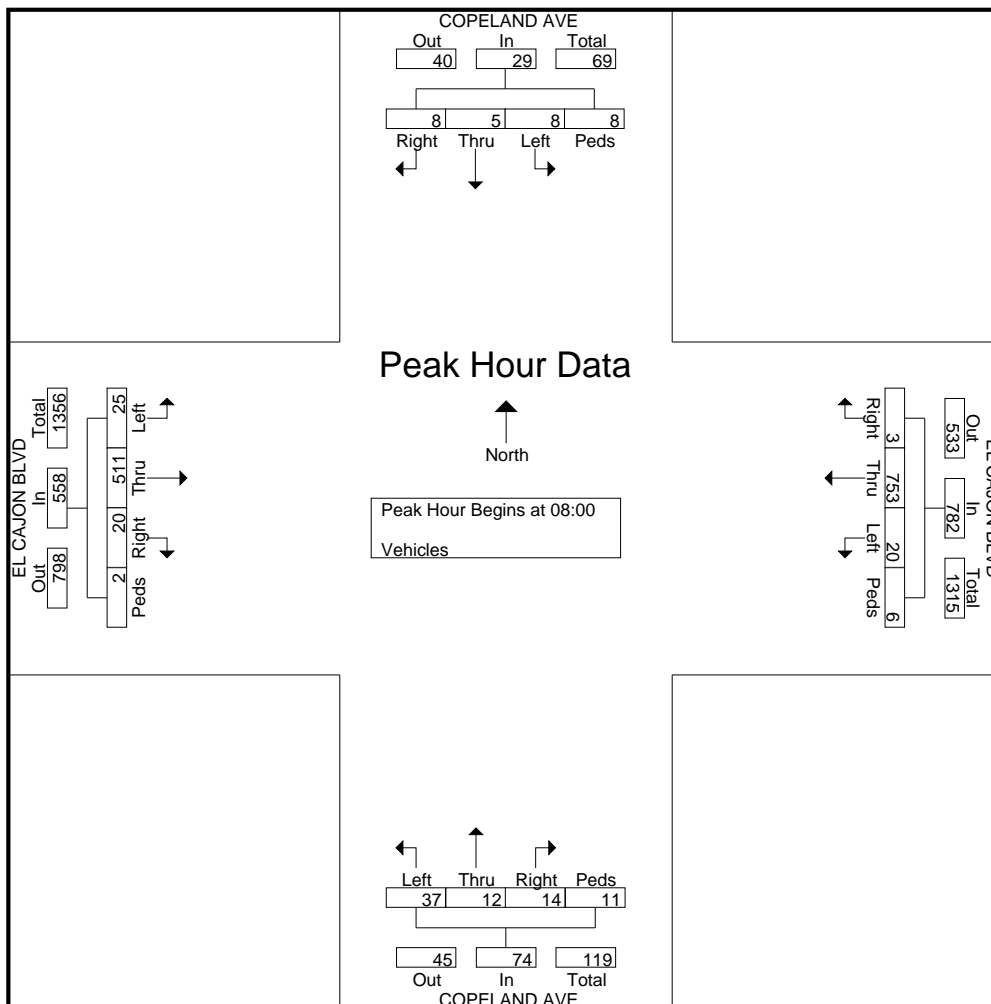 COPELAND AVE
Out In Total
40 29 69
8 5 8 8
Right Thru Left Peds
Peak Hour Data
North
Peak Hour Begins at 08:00
Vehicles
EL CAJON BLVD
Total In Out
1356 558 798
25 511 20 2
Left Thru Right Peds
EL CAJON BLVD
Out In Total
533 782 1315
3 753 20 6
Right Thru Left Peds
Left Thru Right Peds
37 12 14 11
45 74 119
Out In Total
COPELAND AVE